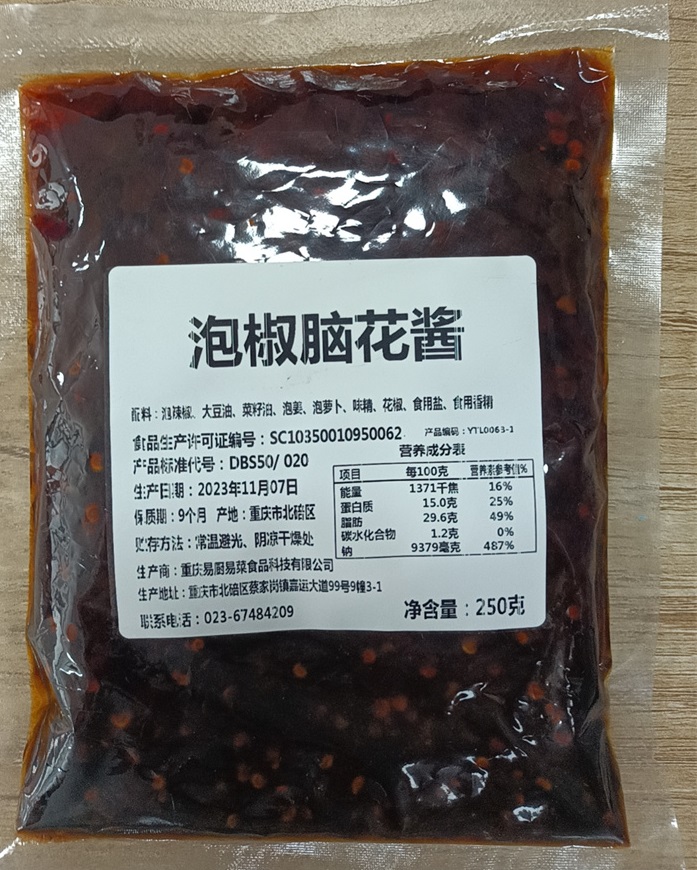 泡椒脑花酱
配料：泡辣椒、大豆油、菜籽油、泡姜、泡萝卜、味精、花椒、食用盐、食用香精
食品生产许可证编号：SC10350010950062
产品编码：YTL0063-1
产品标准代号：DBS50/ 020
生产日期：2023年11月07日
保质期：9个月 产地：重庆市北碚区
贮存方法：常温避光、阴凉干燥处
营养成分表
项目 每100克 营养素参考值%
能量 1371千焦 16%
蛋白质 15.0克 25%
脂肪 29.6克 49%
碳水化合物 1.2克 0%
钠 9379毫克 487%
生产商：重庆易厨易菜食品科技有限公司
生产地址：重庆市北碚区蔡家岗镇嘉运大道99号9幢3-1
联系电话：023-67484209
净含量：250克